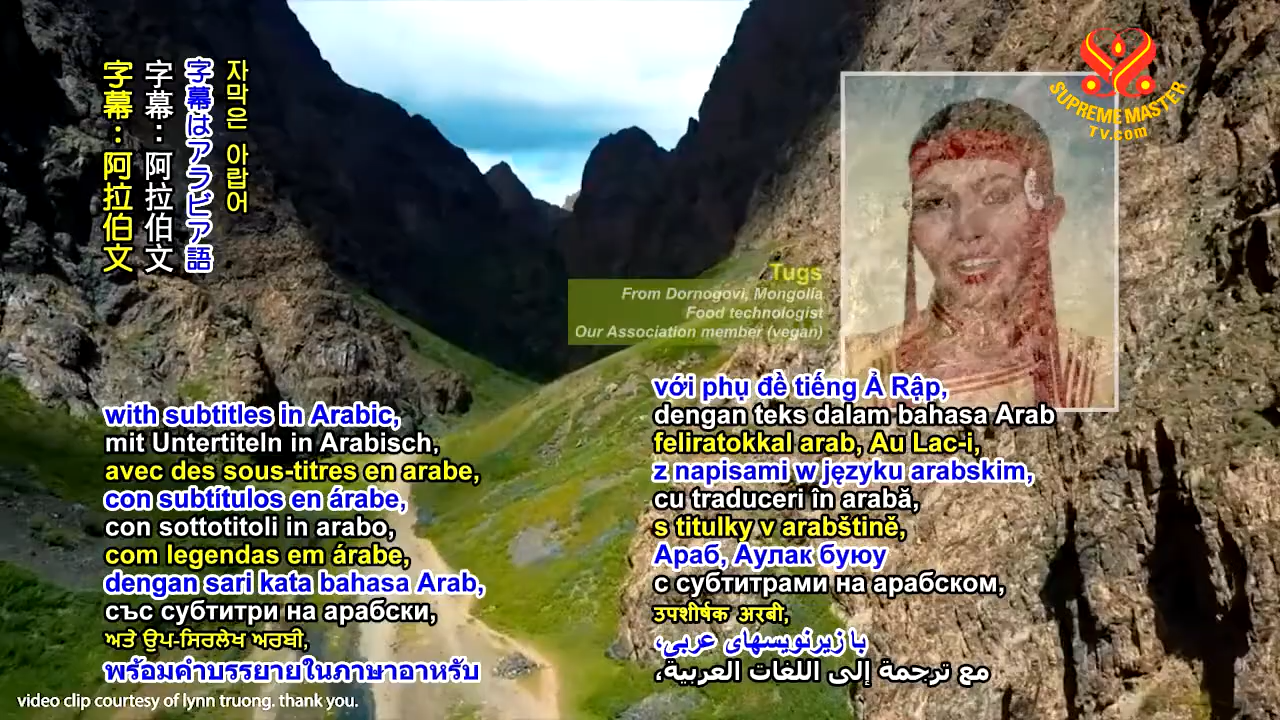 SUPREME MASTER
TV.com
字幕：阿拉伯文
字幕：阿拉伯文
字幕はアラビア語
자막은 아랍어
Tugs
From Dornogovi, Mongolia
Food technologist
Our Association member (vegan)
with subtitles in Arabic,
mit Untertiteln in Arabisch,
avec des sous-titres en arabe,
con subtítulos en árabe,
con sottotitoli in arabo,
com legendas em árabe,
dengan sari kata bahasa Arab,
със субтитри на арабски,
ਅਤੇ ਉਪ-ਸਿਰਲੇਖ ਅਰਬੀ,
พร้อมคำบรรยายในภาษาอาหรับ
với phụ đề tiếng Ả Rập,
dengan teks dalam bahasa Arab
feliratokkal arab, Au Lac-i,
z napisami w języku arabskim,
cu traduceri în arabă,
s titulky v arabštině,
Араб, Аулак буюу
с субтитрами на арабском,
उपशीर्षक अरबी,
با زیرنویسهای عربی،
مع ترجمة إلى اللغات العربية،
video clip courtesy of lynn truong. thank you.